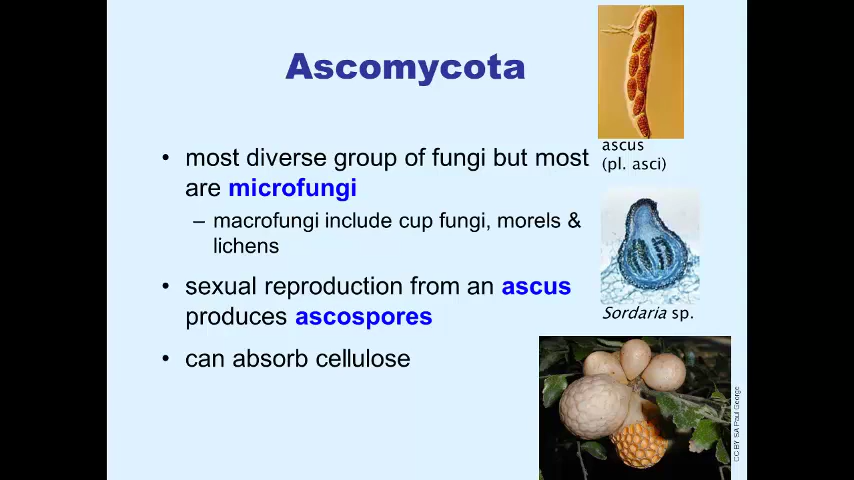 Ascomycota
• most diverse group of fungi but most
are microfungi
– macrofungi include cup fungi, morels &
lichens
• sexual reproduction from an ascus
produces ascospores
• can absorb cellulose
ascus
(pl. asci)
Sordaria sp.
CC BY SA Paul George